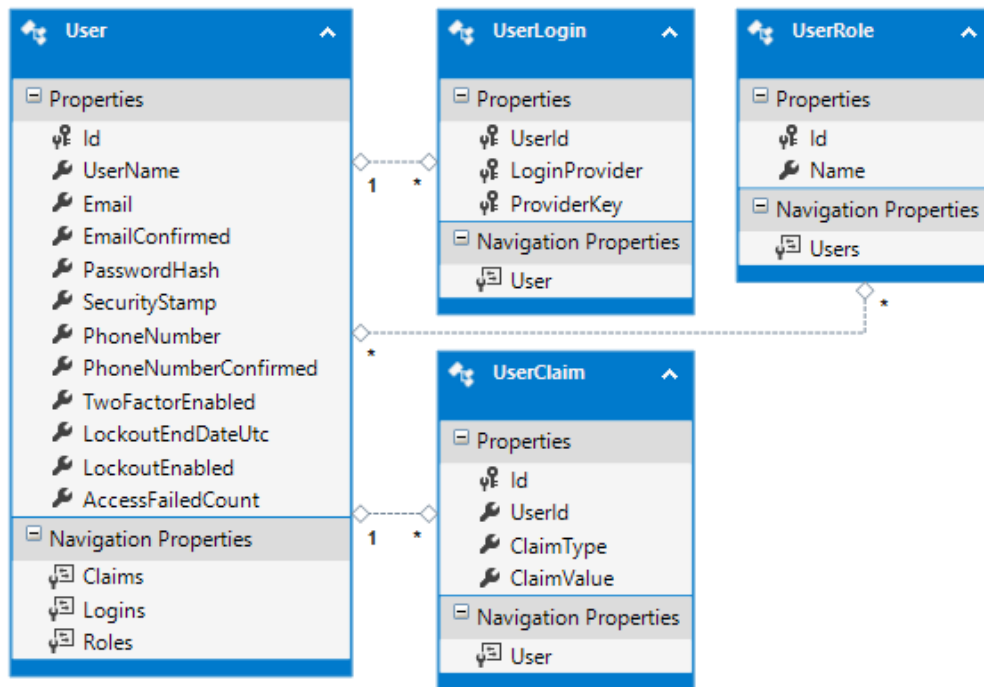 User
Properties
Id
UserName
Email
EmailConfirmed
PasswordHash
SecurityStamp
PhoneNumber
PhoneNumberConfirmed
TwoFactorEnabled
LockoutEndDateUtc
LockoutEnabled
AccessFailedCount
Navigation Properties
Claims
Logins
Roles
1 *
UserLogin
Properties
UserId
LoginProvider
ProviderKey
Navigation Properties
User
UserRole
Properties
Id
Name
Navigation Properties
Users
*
*
1 *
UserClaim
Properties
Id
UserId
ClaimType
ClaimValue
Navigation Properties
User